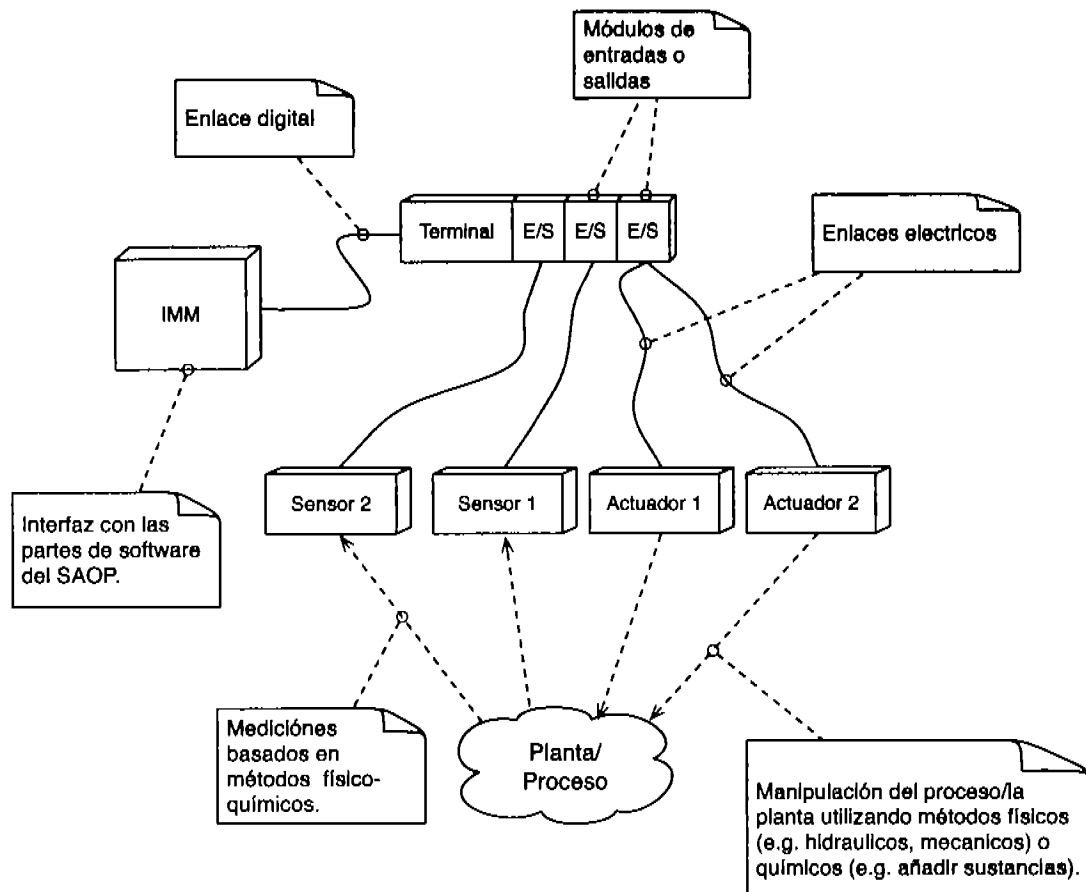 Módulos de
entradas o
salidas
Enlace digital
Terminal
E/S
E/S
E/S
Enlaces electricos
IMM
Sensor 2
Sensor 1
Actuador 1
Actuador 2
Interfaz con las
partes de software
del SAOP.
Mediciónes
basados en
métodos físico-
químicos.
Planta/
Proceso
Manipulación del proceso/la
planta utilizando métodos físicos
(e.g. hidraulicos, mecanicos) o
químicos (e.g. añadir sustancias).